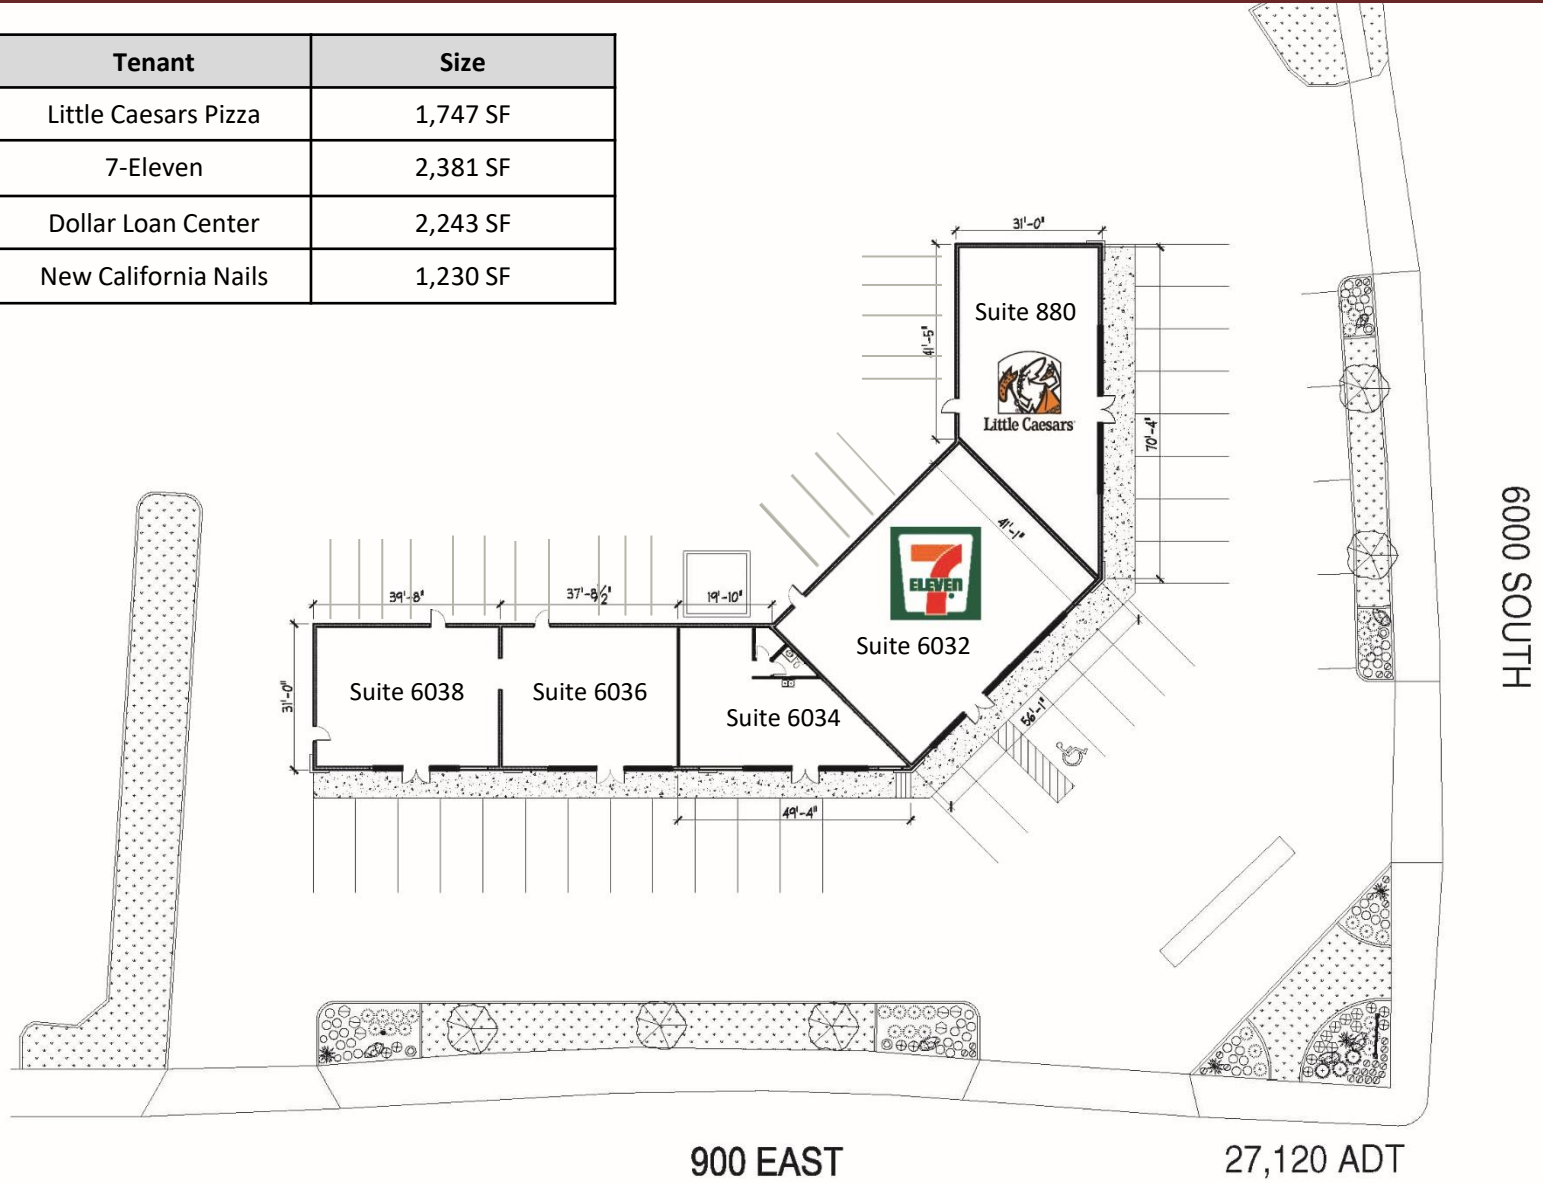 Tenant Size
Little Caesars Pizza 1,747 SF
7-Eleven 2,381 SF
Dollar Loan Center 2,243 SF
New California Nails 1,230 SF
31'-0"
Suite 880
41'-5"
Little Caesars
70'-4"
41'-1"
7
ELEVEN
Suite 6032
6000 SOUTH
39'-8"
37'-8½"
19'-10"
31'-0"
Suite 6038
Suite 6036
Suite 6034
56'-1"
49'-4"
900 EAST
27,120 ADT